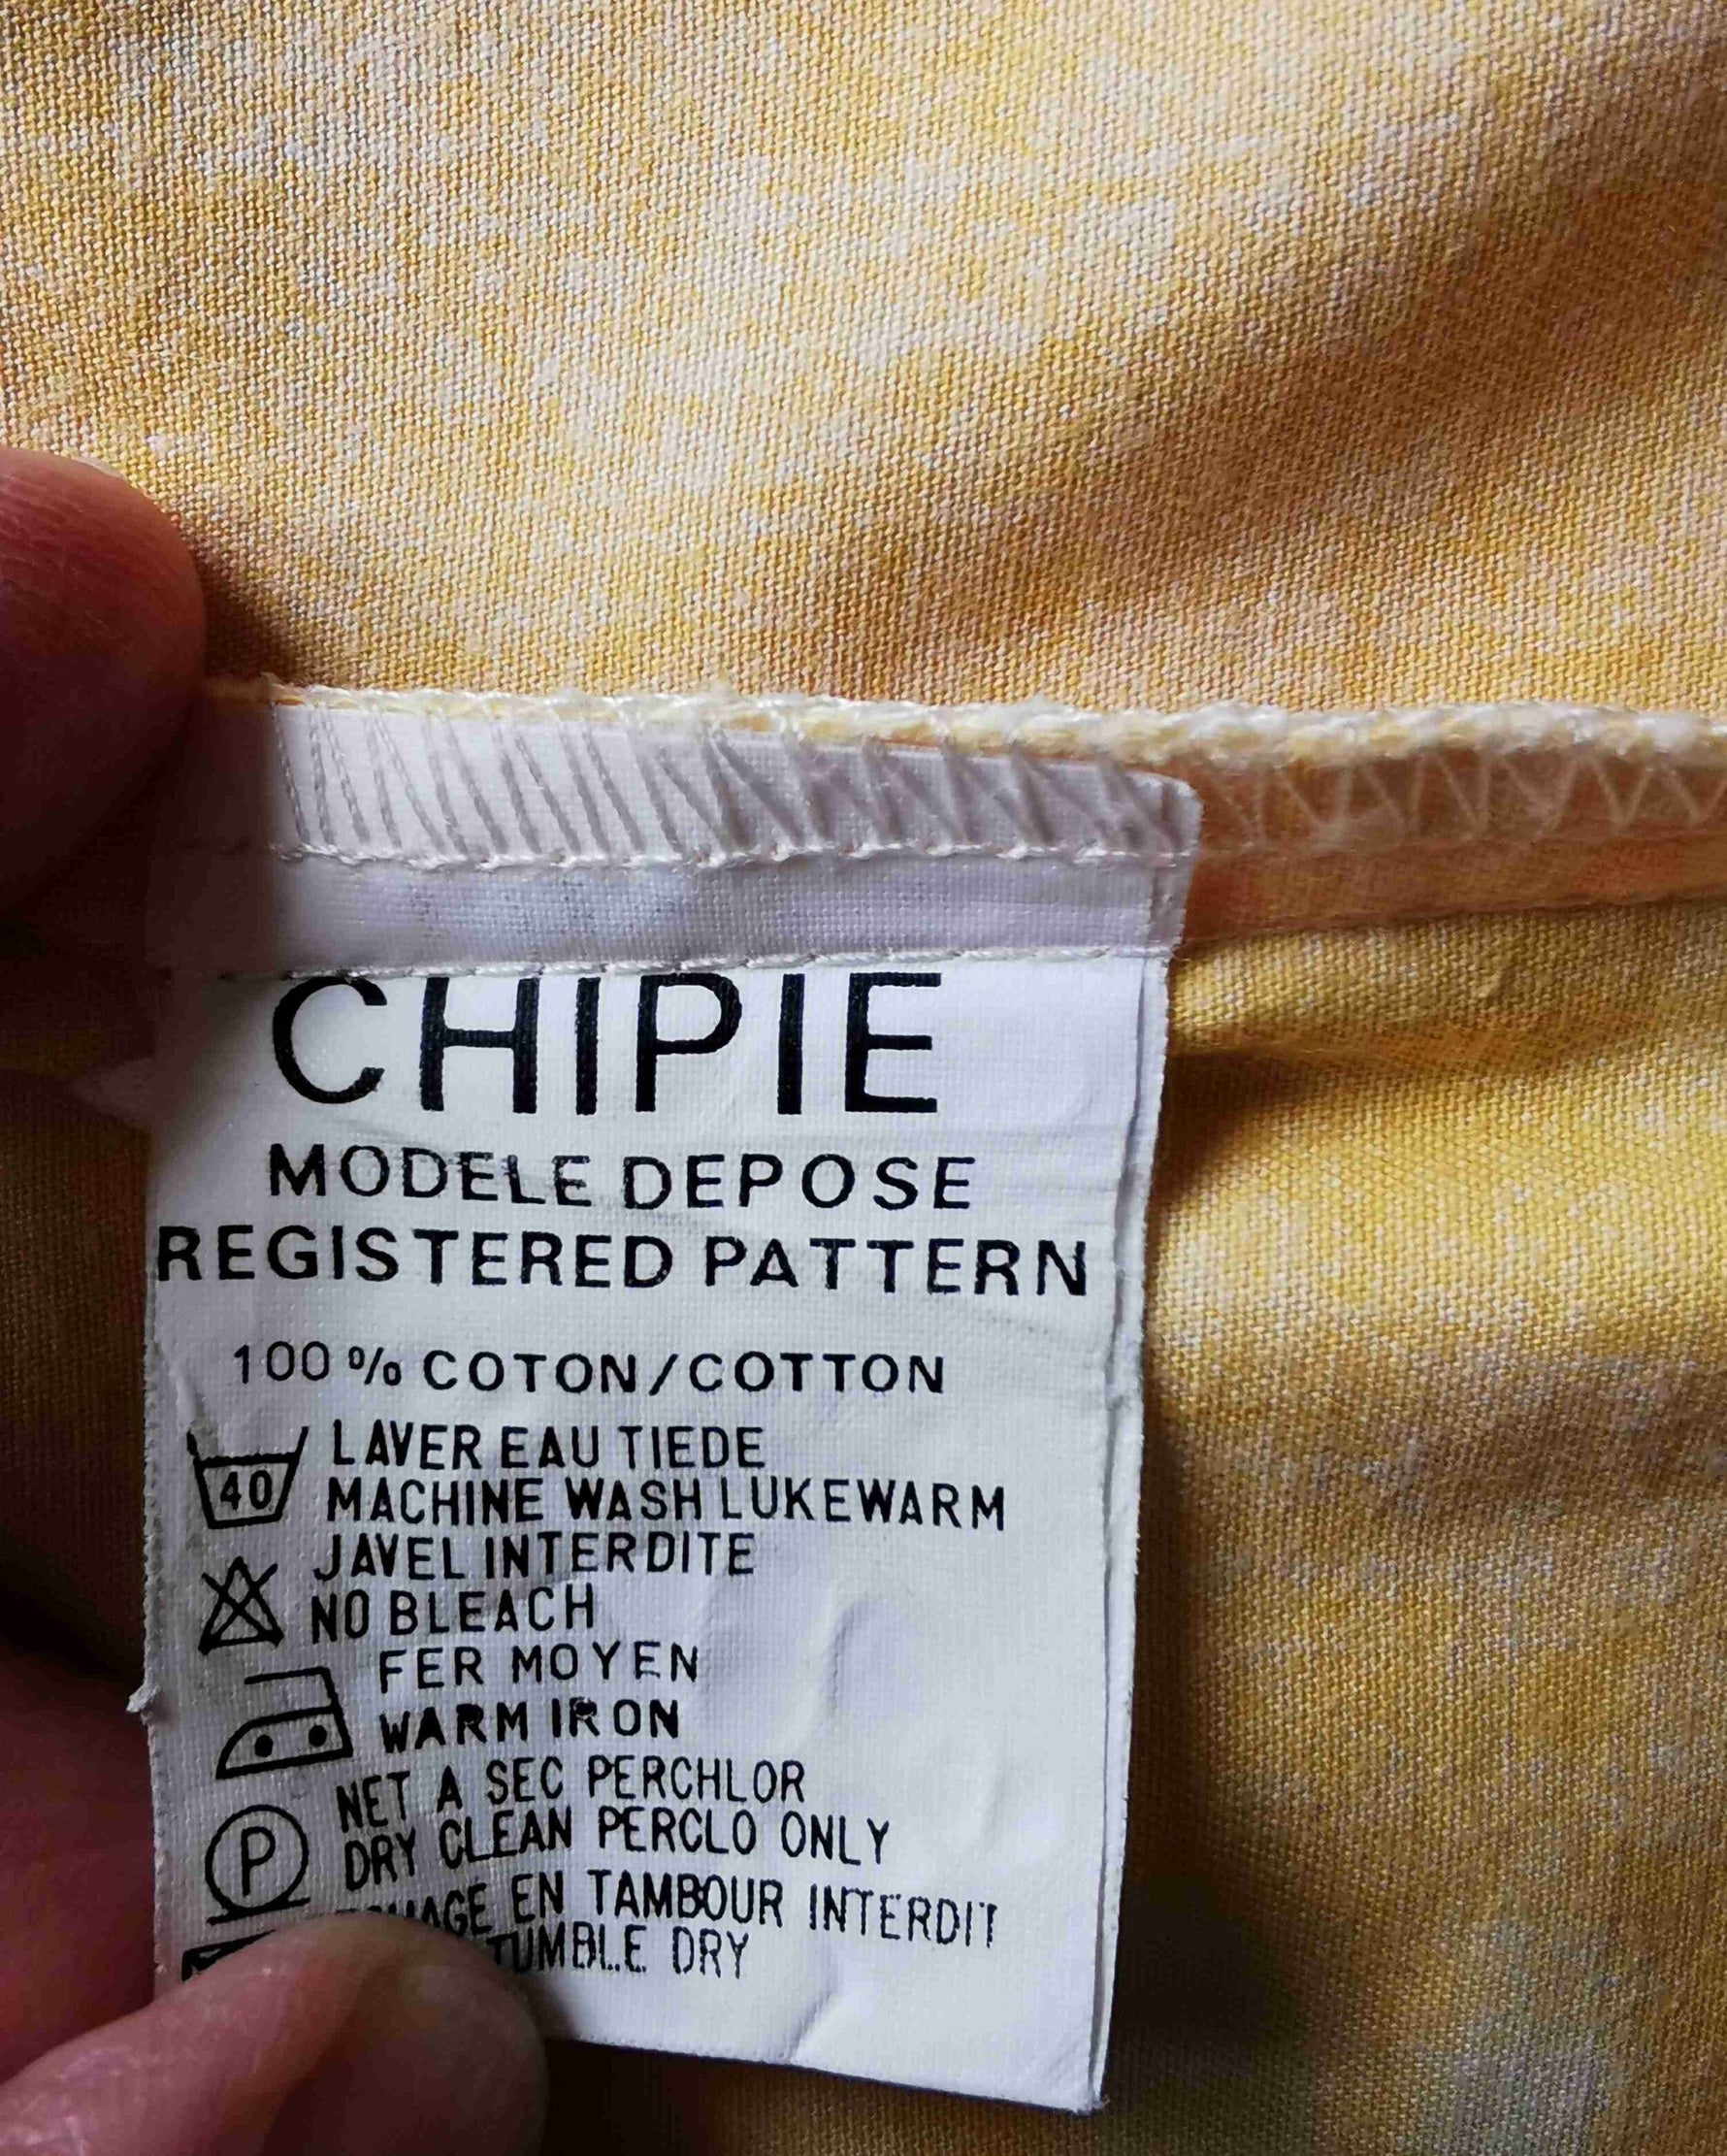 CHIPIE
MODELE DEPOSE
REGISTERED PATTERN
100 % COTON/COTTON
LAVER EAU TIEDE
40
MACHINE WASH LUKEWARM
JAVEL INTERDITE
NO BLEACH
FER MOYEN
WARM IRON
NET A SEC PERCHLOR
P
DRY CLEAN PERCLO ONLY
EN TAMBOUR INTERDIT
TUMBLE DRY